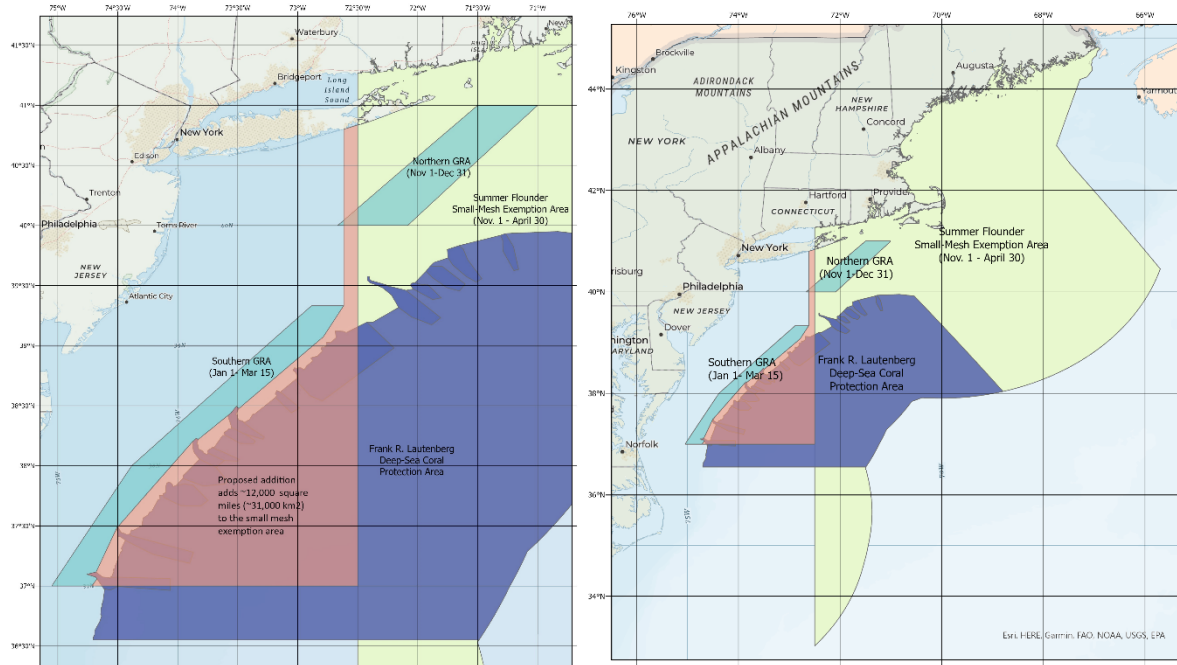 75°W
74°30'W
74°W
73°30'W
73°W
72°30'W
72°W
71°30'W
71°W
41°30'N
41°N
40°30'N
40°N
39°30'N
39°N
38°30'N
38°N
37°30'N
37°N
36°30'N
Waterbury
Bridgeport
Long
Island
Sound
New York
Edison
Trenton
Philadelphia
Toms River
NEW
JERSEY
Atlantic City
Northern GRA
(Nov 1-Dec 31)
Summer Flounder
Small-Mesh Exemption Area
(Nov. 1 - April 30)
Southern GRA
(Jan 1- Mar 15)
Frank R. Lautenberg
Deep-Sea Coral
Protection Area
Proposed addition
adds ~12,000 square
miles (~31,000 km2)
to the small mesh
exemption area
76°W
74°W
72°W
70°W
68°W
66°W
44°N
42°N
40°N
38°N
36°N
34°N
Brockville
Kingston
ADIRONDACK
MOUNTAINS
APPALACHIAN MOUNTAINS
Augusta
Yarmout
NEW
HAMPSHIRE
Concord
NEW YORK
Albany
Hartford
Provide
CONNECTICUT
New York
Summer Flounder
Small-Mesh Exemption Area
(Nov. 1 - April 30)
Northern GRA
(Nov 1-Dec 31)
risburg
Philadelphia
NEW JERSEY
Dover
hington
MARYLAND
Southern GRA
(Jan 1- Mar 15)
Frank R. Lautenberg
Deep-Sea Coral
Protection Area
Norfolk
Esri, HERE, Garmin, FAO, NOAA, USGS, EPA